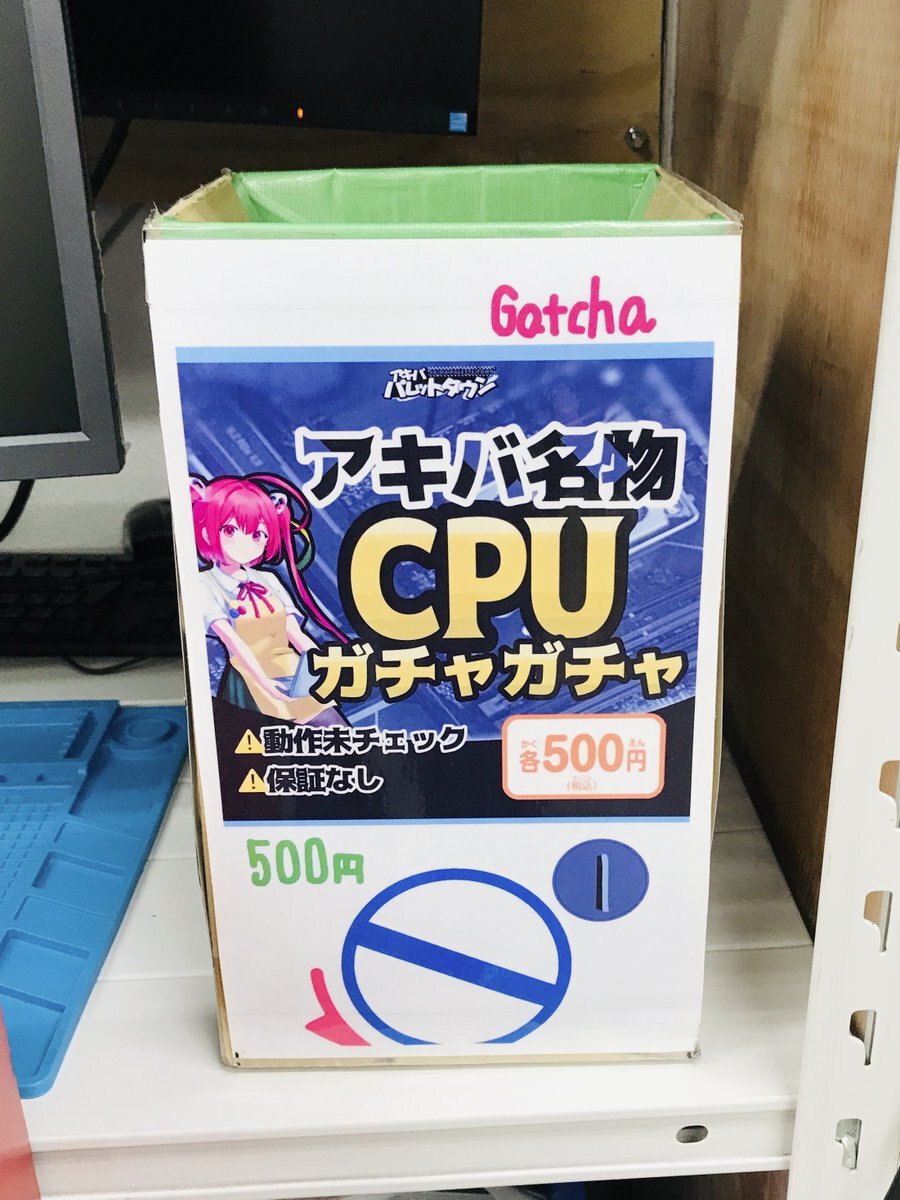 Gatcha
アキバ
パレットタウン
アキバ名物
CPU
ガチャガチャ
⚠動作未チェック
⚠保証なし
かく えん
各500円
(税込)
500円